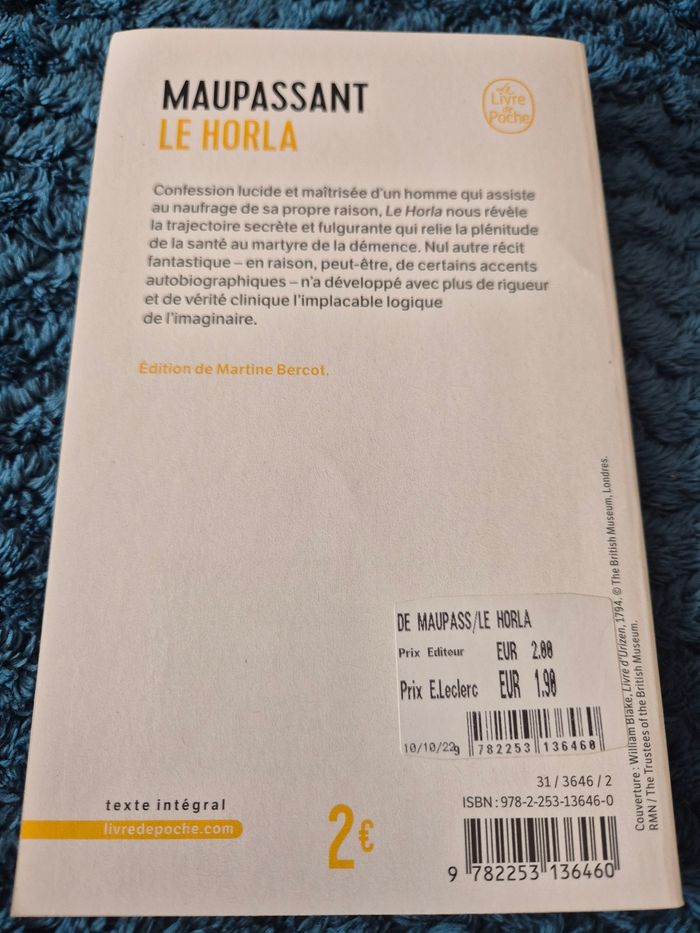 MAUPASSANT
LE HORLA
Le
Livre
de
Poche
Confession lucide et maîtrisée d'un homme qui assiste
au naufrage de sa propre raison, Le Horla nous révèle
la trajectoire secrète et fulgurante qui relie la plénitude
de la santé au martyre de la démence. Nul autre récit
fantastique – en raison, peut-être, de certains accents
autobiographiques – n'a développé avec plus de rigueur
et de vérité clinique l'implacable logique
de l'imaginaire.
Édition de Martine Bercot.
Couverture : William Blake, Livre d'Urizen, 1794. © The British Museum, Londres.
RMN / The Trustees of the British Museum.
DE MAUPASS/LE HORLA
Prix Editeur EUR 2.00
Prix E.Leclerc EUR 1.90
10/10/22
9 782253 136460
31 / 3646 / 2
ISBN : 978-2-253-13646-0
texte intégral
livredepoche.com
2€
9 782253 136460